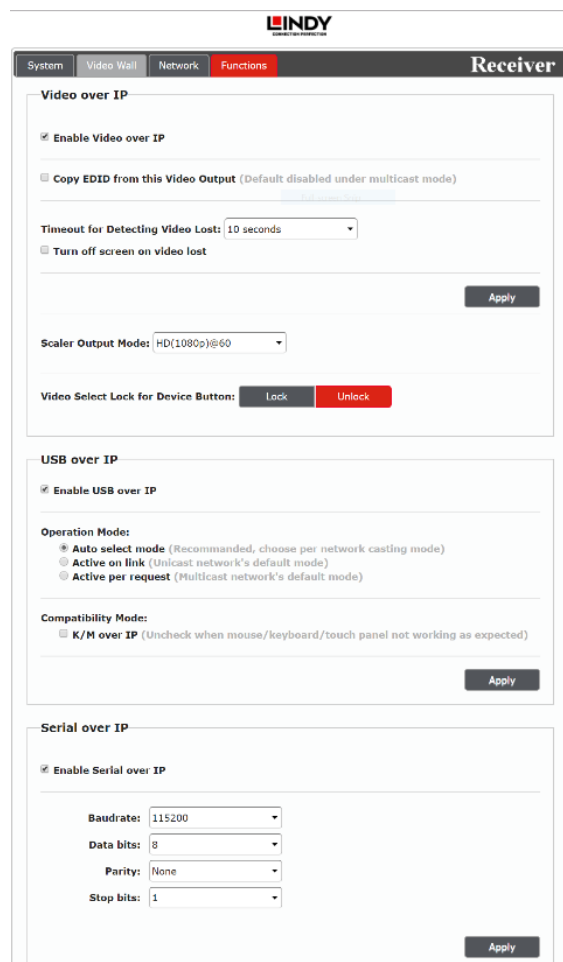 LINDY
CONNECTION PERFECTION
System Video Wall Network Functions Receiver
Video over IP
Enable Video over IP
Copy EDID from this Video Output (Default disabled under multicast mode)
Timeout for Detecting Video Lost: 10 seconds
Turn off screen on video lost
Apply
Scaler Output Mode: HD(1080p)@60
Video Select Lock for Device Button: Lock Unlock
USB over IP
Enable USB over IP
Operation Mode:
Auto select mode (Recommanded, choose per network casting mode)
Active on link (Unicast network's default mode)
Active per request (Multicast network's default mode)
Compatibility Mode:
K/M over IP (Uncheck when mouse/keyboard/touch panel not working as expected)
Apply
Serial over IP
Enable Serial over IP
Baudrate: 115200
Data bits: 8
Parity: None
Stop bits: 1
Apply